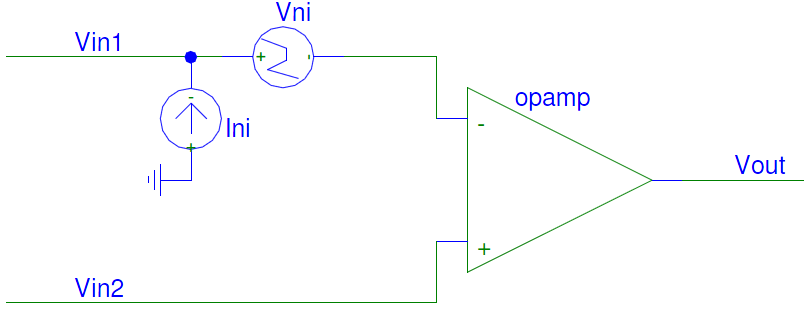 Vni
Vin1
+ -
-
Ini
+
opamp
-
Vout
+
Vin2